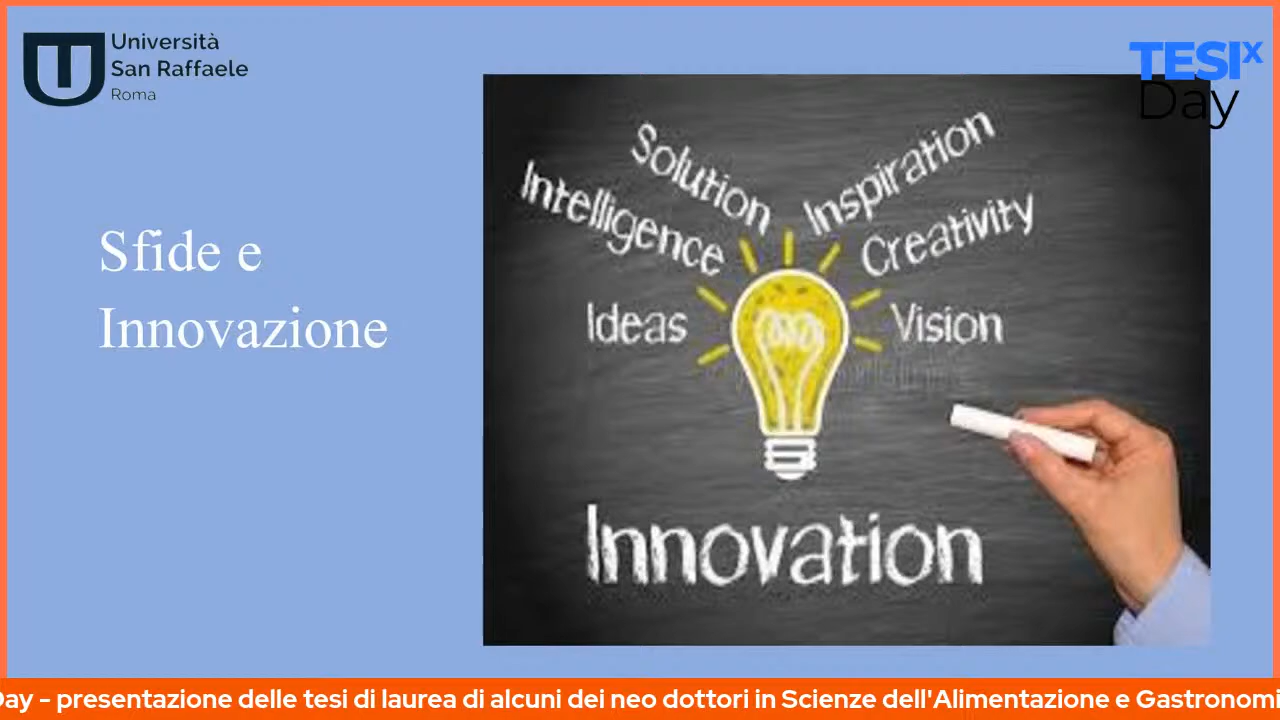 Università
San Raffaele
Roma
TESIx
Day
Sfide e
Innovazione
Solution
Inspiration
Intelligence
Creativity
Ideas
Vision
Innovation
Day - presentazione delle tesi di laurea di alcuni dei neo dottori in Scienze dell'Alimentazione e Gastronomi